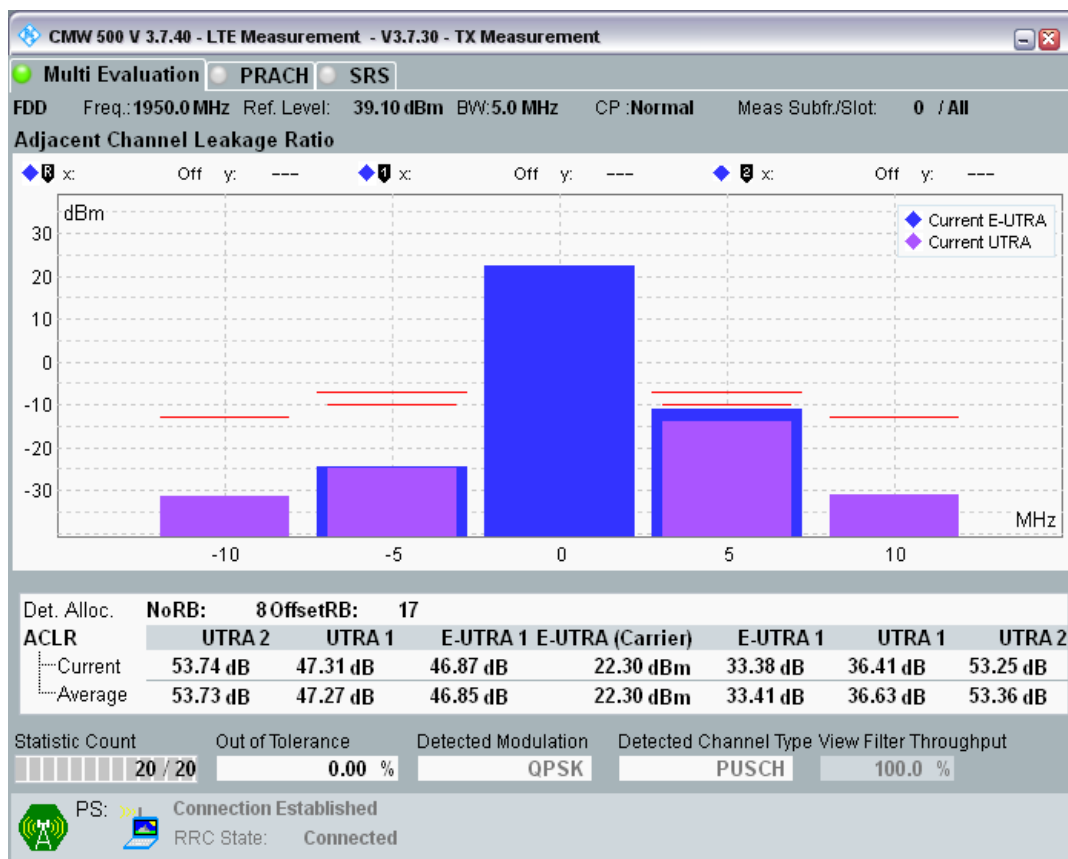 CMW 500 V 3.7.40 - LTE Measurement - V3.7.30 - TX Measurement
Multi Evaluation PRACH SRS
FDD Freq.: 1950.0 MHz Ref. Level: 39.10 dBm BW: 5.0 MHz CP : Normal Meas Subfr./Slot: 0 / All
Adjacent Channel Leakage Ratio
R x: Off y: --- 1 x: Off y: --- 2 x: Off y: ---
dBm
Current E-UTRA
Current UTRA
30
20
10
0
-10
-20
-30
MHz
-10 -5 0 5 10
Det. Alloc. NoRB: 8 OffsetRB: 17
ACLR UTRA 2 UTRA 1 E-UTRA 1 E-UTRA (Carrier) E-UTRA 1 UTRA 1 UTRA 2
Current 53.74 dB 47.31 dB 46.87 dB 22.30 dBm 33.38 dB 36.41 dB 53.25 dB
Average 53.73 dB 47.27 dB 46.85 dB 22.30 dBm 33.41 dB 36.63 dB 53.36 dB
Statistic Count Out of Tolerance Detected Modulation Detected Channel Type View Filter Throughput
20 / 20 0.00 % QPSK PUSCH 100.0 %
PS: Connection Established
RRC State: Connected